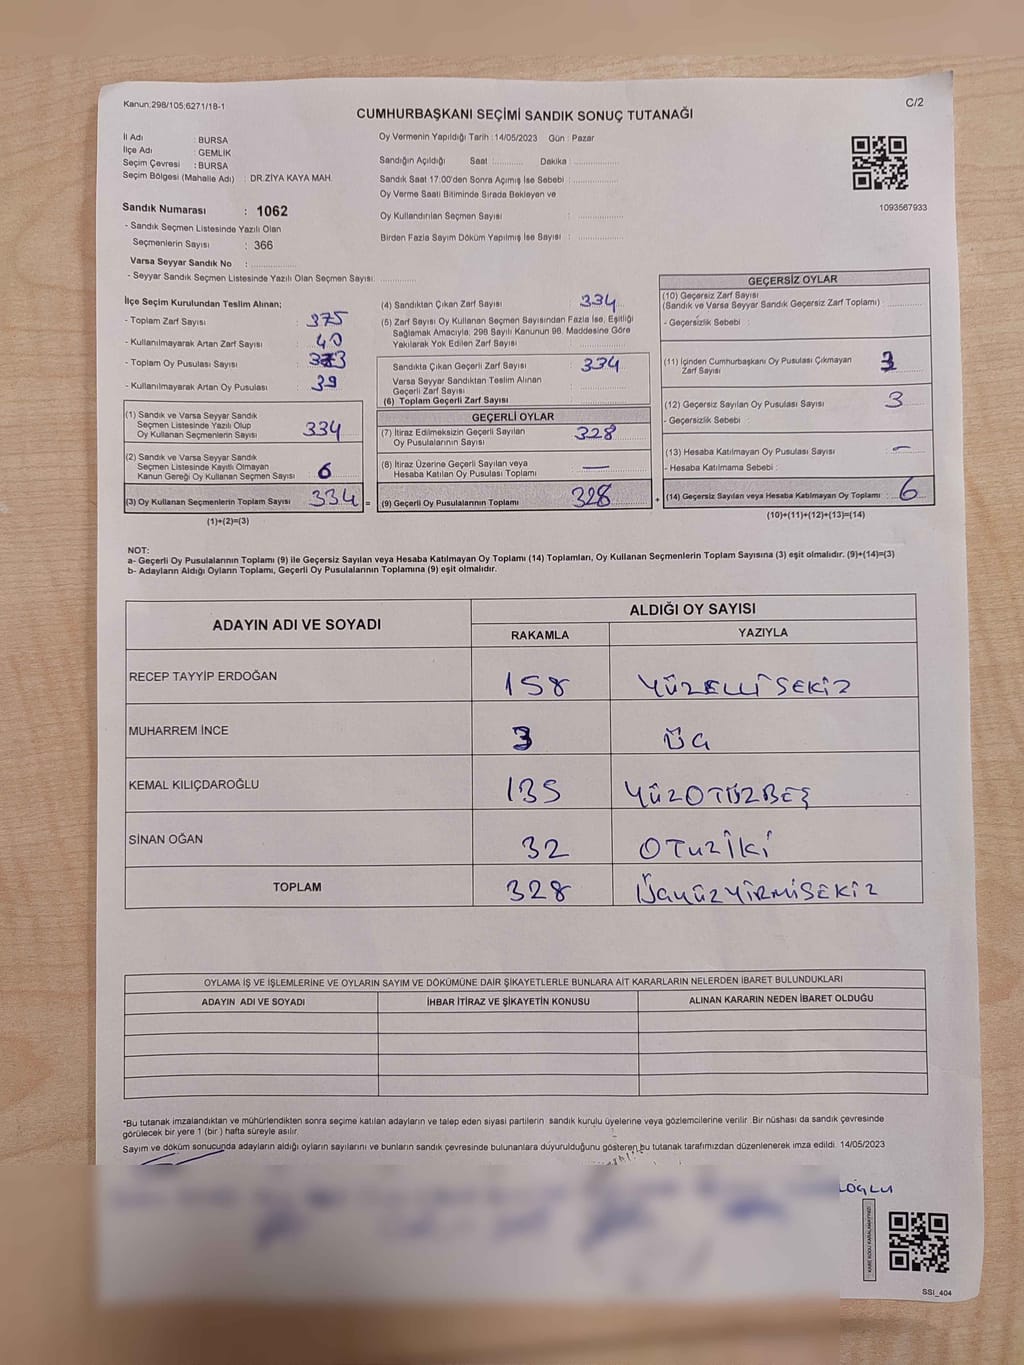 Kanun:298/105;6271/18-1
C/2
CUMHURBAŞKANI SEÇİMİ SANDIK SONUÇ TUTANAĞI
İl Adı : BURSA
İlçe Adı : GEMLİK
Seçim Çevresi : BURSA
Seçim Bölgesi (Mahalle Adı) : DR.ZİYA KAYA MAH.
Oy Vermenin Yapıldığı Tarih : 14/05/2023 Gün : Pazar
Sandığın Açıldığı Saat :........... Dakika :..............
Sandık Saat 17.00'den Sonra Açımış İse Sebebi :..............
Oy Verme Saati Bitiminde Sırada Bekleyen ve
Oy Kullandırılan Seçmen Sayısı : ..............
Birden Fazla Sayım Döküm Yapılmış İse Sayısı : ..............
1093567933
Sandık Numarası : 1062
- Sandık Seçmen Listesinde Yazılı Olan
Seçmenlerin Sayısı : 366
Varsa Seyyar Sandık No : ..............
- Seyyar Sandık Seçmen Listesinde Yazılı Olan Seçmen Sayısı: ..............
İlçe Seçim Kurulundan Teslim Alınan;
- Toplam Zarf Sayısı : 375
- Kullanılmayarak Artan Zarf Sayısı : 40
- Toplam Oy Pusulası Sayısı : 373
- Kullanılmayarak Artan Oy Pusulası : 39
(1) Sandık ve Varsa Seyyar Sandık
Seçmen Listesinde Yazılı Olup
Oy Kullanan Seçmenlerin Sayısı 334
(2) Sandık ve Varsa Seyyar Sandık
Seçmen Listesinde Kayıtlı Olmayan
Kanun Gereği Oy Kullanan Seçmen Sayısı 6
(3) Oy Kullanan Seçmenlerin Toplam Sayısı 334 =
(1)+(2)=(3)
(4) Sandıktan Çıkan Zarf Sayısı 334
(5) Zarf Sayısı Oy Kullanan Seçmen Sayısından Fazla İse, Eşitliği
Sağlamak Amacıyla, 298 Sayılı Kanunun 98. Maddesine Göre
Yakılarak Yok Edilen Zarf Sayısı :..............
Sandıkta Çıkan Geçerli Zarf Sayısı 334
Varsa Seyyar Sandıktan Teslim Alınan
Geçerli Zarf Sayısı
(6) Toplam Geçerli Zarf Sayısı
GEÇERLİ OYLAR
(7) İtiraz Edilmeksizin Geçerli Sayılan
Oy Pusulalarının Sayısı 328
(8) İtiraz Üzerine Geçerli Sayılan veya
Hesaba Katılan Oy Pusulası Toplamı —
(9) Geçerli Oy Pusulalarının Toplamı 328 +
GEÇERSİZ OYLAR
(10) Geçersiz Zarf Sayısı
(Sandık ve Varsa Seyyar Sandık Geçersiz Zarf Toplamı) :..............
- Geçersizlik Sebebi :
(11) İçinden Cumhurbaşkanı Oy Pusulası Çıkmayan
Zarf Sayısı 3
(12) Geçersiz Sayılan Oy Pusulası Sayısı : 3
- Geçersizlik Sebebi :
(13) Hesaba Katılmayan Oy Pusulası Sayısı : —
- Hesaba Katılmama Sebebi :
(14) Geçersiz Sayılan veya Hesaba Katılmayan Oy Toplamı : 6
(10)+(11)+(12)+(13)=(14)
NOT:
a- Geçerli Oy Pusulalarının Toplamı (9) ile Geçersiz Sayılan veya Hesaba Katılmayan Oy Toplamı (14) Toplamları, Oy Kullanan Seçmenlerin Toplam Sayısına (3) eşit olmalıdır. (9)+(14)=(3)
b- Adayların Aldığı Oyların Toplamı, Geçerli Oy Pusulalarının Toplamına (9) eşit olmalıdır.
ADAYIN ADI VE SOYADI
ALDIĞI OY SAYISI
RAKAMLA YAZIYLA
RECEP TAYYİP ERDOĞAN 158 YÜZELLİSEKİZ
MUHARREM İNCE 3 ÜÇ
KEMAL KILIÇDAROĞLU 135 YÜZOTUZBEŞ
SİNAN OĞAN 32 OTUZİKİ
TOPLAM 328 ÜÇYÜZYİRMİSEKİZ
OYLAMA İŞ VE İŞLEMLERİNE VE OYLARIN SAYIM VE DÖKÜMÜNE DAİR ŞİKAYETLERLE BUNLARA AİT KARARLARIN NELERDEN İBARET BULUNDUKLARI
ADAYIN ADI VE SOYADI İHBAR İTİRAZ VE ŞİKAYETİN KONUSU ALINAN KARARIN NEDEN İBARET OLDUĞU
*Bu tutanak imzalandıktan ve mühürlendikten sonra seçime katılan adayların ve talep eden siyasi partilerin sandık kurulu üyelerine veya gözlemcilerine verilir. Bir nüshası da sandık çevresinde
görülecek bir yere 1 (bir) hafta süreyle asılır.
Sayım ve döküm sonucunda adayların aldığı oyların sayılarını ve bunların sandık çevresinde bulunanlara duyurulduğunu gösteren bu tutanak tarafımızdan düzenlenerek imza edildi. 14/05/2023
LOĞLU
KARE KODU KARALAMAYINIZ!
SSI_404